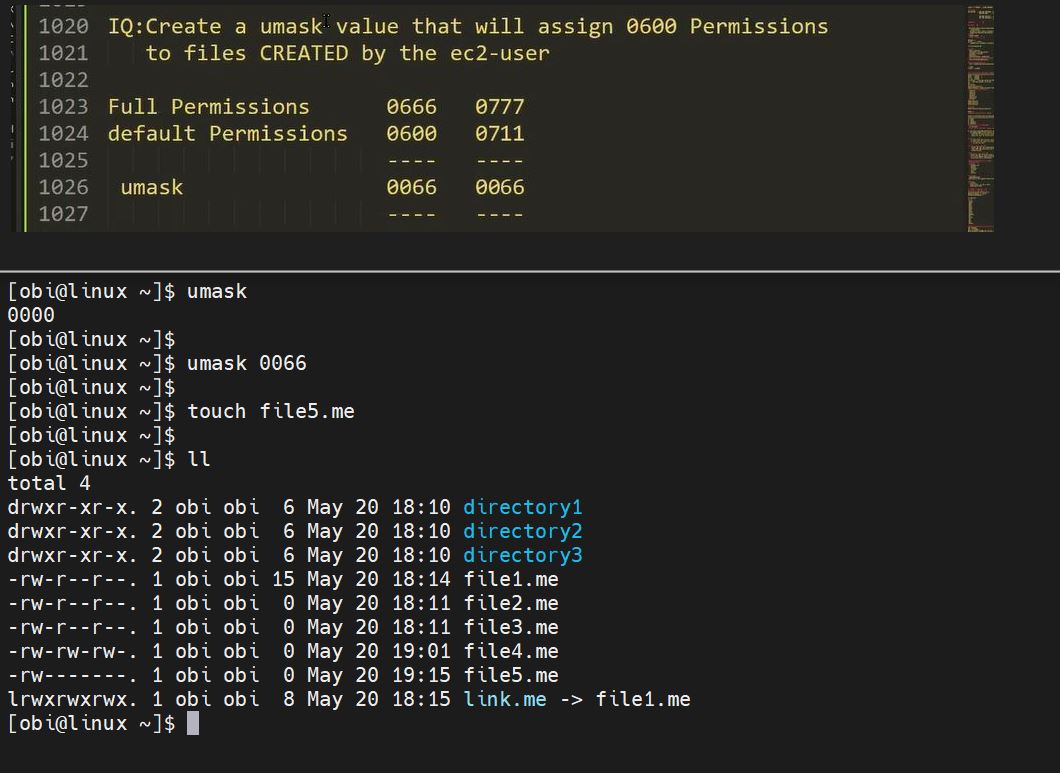 1020 IQ:Create a umask value that will assign 0600 Permissions
1021 to files CREATED by the ec2-user
1022
1023 Full Permissions 0666 0777
1024 default Permissions 0600 0711
1025 ---- ----
1026 umask 0066 0066
1027 ---- ----
[obi@linux ~]$ umask
0000
[obi@linux ~]$
[obi@linux ~]$ umask 0066
[obi@linux ~]$
[obi@linux ~]$ touch file5.me
[obi@linux ~]$
[obi@linux ~]$ ll
total 4
drwxr-xr-x. 2 obi obi 6 May 20 18:10 directory1
drwxr-xr-x. 2 obi obi 6 May 20 18:10 directory2
drwxr-xr-x. 2 obi obi 6 May 20 18:10 directory3
-rw-r--r--. 1 obi obi 15 May 20 18:14 file1.me
-rw-r--r--. 1 obi obi 0 May 20 18:11 file2.me
-rw-r--r--. 1 obi obi 0 May 20 18:11 file3.me
-rw-rw-rw-. 1 obi obi 0 May 20 19:01 file4.me
-rw-------. 1 obi obi 0 May 20 19:15 file5.me
lrwxrwxrwx. 1 obi obi 8 May 20 18:15 link.me -> file1.me
[obi@linux ~]$